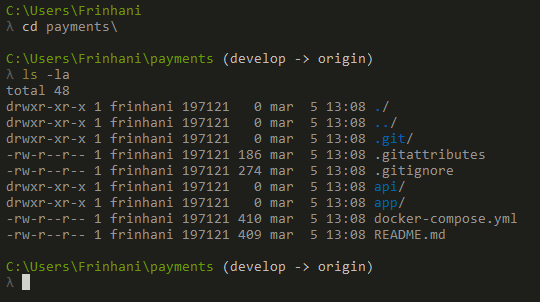 C:\Users\Frinhani
λ cd payments\
C:\Users\Frinhani\payments (develop -> origin)
λ ls -la
total 48
drwxr-xr-x 1 frinhani 197121   0 mar  5 13:08 ./
drwxr-xr-x 1 frinhani 197121   0 mar  5 13:08 ../
drwxr-xr-x 1 frinhani 197121   0 mar  5 13:08 .git/
-rw-r--r-- 1 frinhani 197121 186 mar  5 13:08 .gitattributes
-rw-r--r-- 1 frinhani 197121 274 mar  5 13:08 .gitignore
drwxr-xr-x 1 frinhani 197121   0 mar  5 13:08 api/
drwxr-xr-x 1 frinhani 197121   0 mar  5 13:08 app/
-rw-r--r-- 1 frinhani 197121 410 mar  5 13:08 docker-compose.yml
-rw-r--r-- 1 frinhani 197121 409 mar  5 13:08 README.md
C:\Users\Frinhani\payments (develop -> origin)
λ